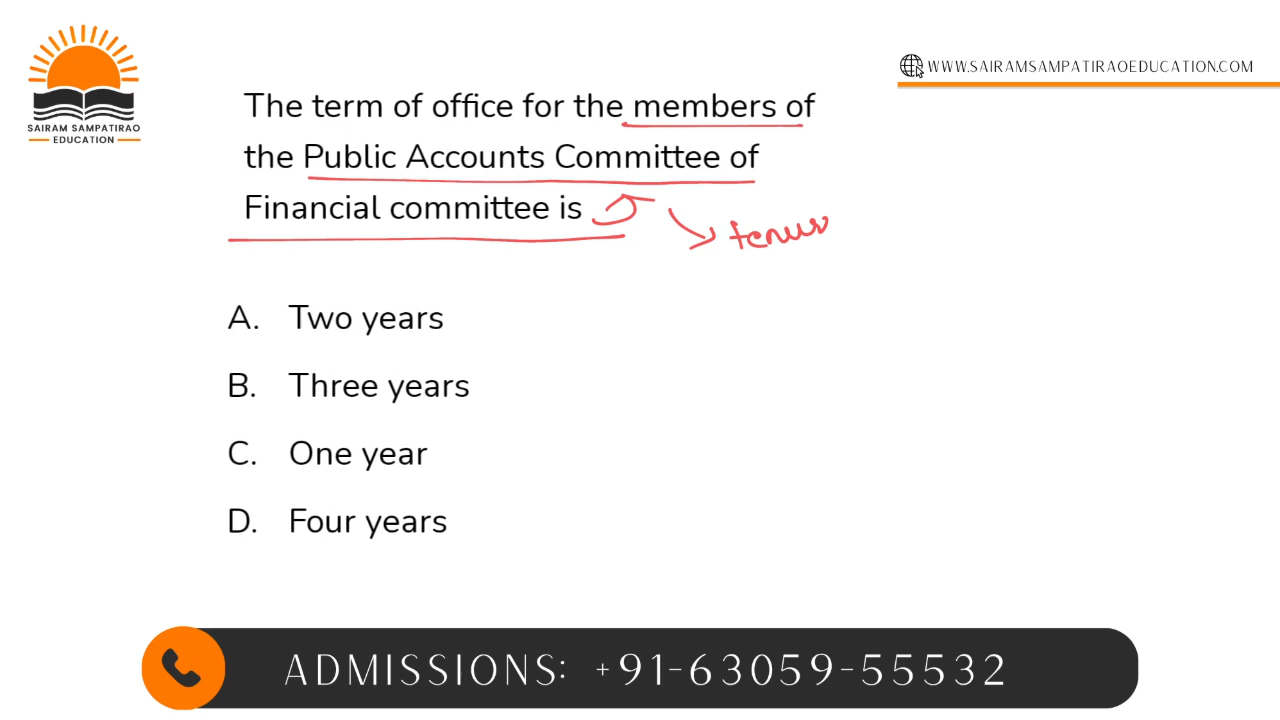 SAIRAM SAMPATIRAO
EDUCATION
WWW.SAIRAMSAMPATIRAOEDUCATION.COM
The term of office for the members of
the Public Accounts Committee of
Financial committee is
tenur
A. Two years
B. Three years
C. One year
D. Four years
ADMISSIONS: +91-63059-55532